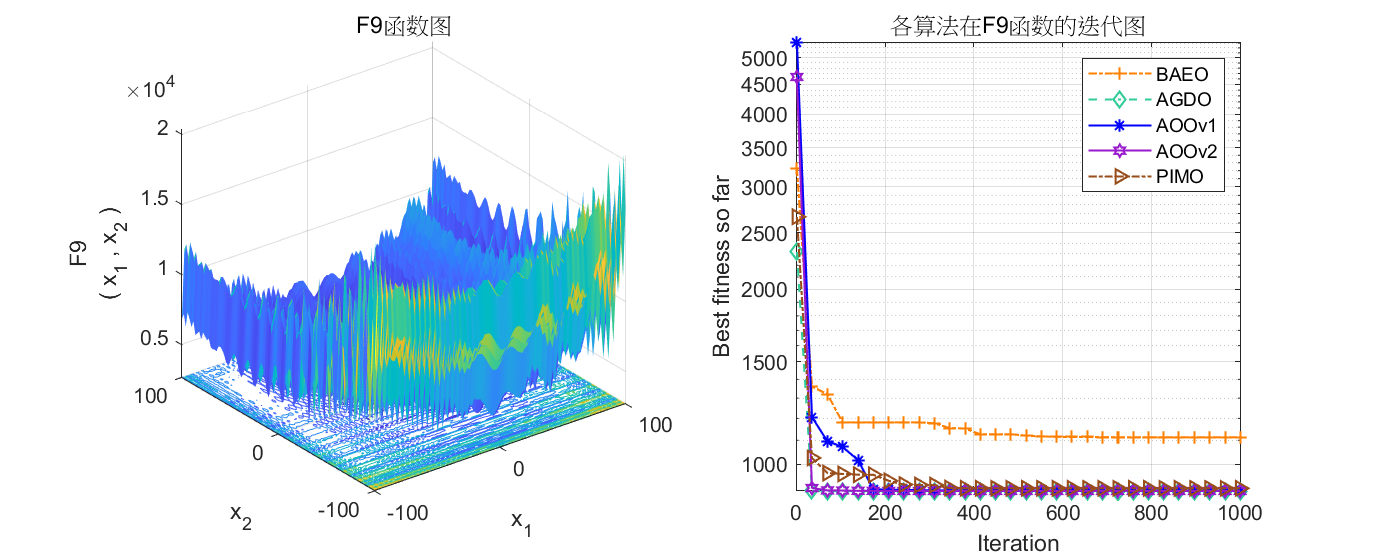 F9函数图
×10⁴
2
1.5
1
0.5
F9
( x₁ , x₂ )
100
0
-100
x₂
-100
0
100
x₁
各算法在F9函数的迭代图
5000
4500
4000
3500
3000
2500
2000
1500
1000
Best fitness so far
0
200
400
600
800
1000
Iteration
BAEO
AGDO
AOOv1
AOOv2
PIMO